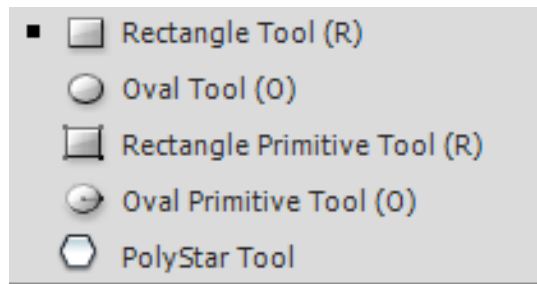 Rectangle Tool (R)
Oval Tool (O)
Rectangle Primitive Tool (R)
Oval Primitive Tool (O)
PolyStar Tool